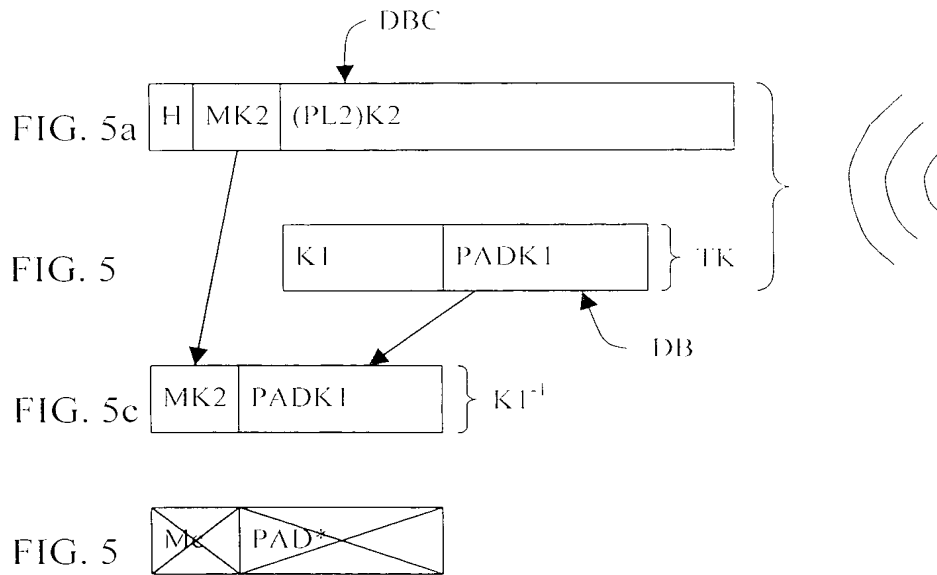 DBC
FIG. 5a H MK2 (PL2)K2
FIG. 5 K1 PADK1 TK
DB
FIG. 5c MK2 PADK1 K1⁻¹
FIG. 5 Mc PAD*